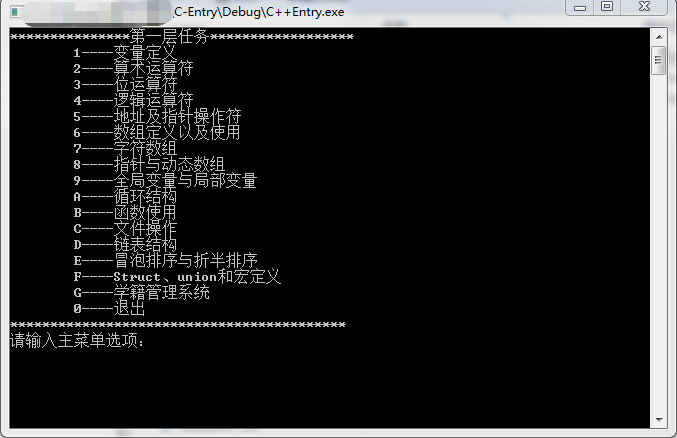 C-Entry\Debug\C++Entry.exe
***************第一层任务******************
1----变量定义
2----算术运算符
3----位运算符
4----逻辑运算符
5----地址及指针操作符
6----数组定义以及使用
7----字符数组
8----指针与动态数组
9----全局变量与局部变量
A----循环结构
B----函数使用
C----文件操作
D----链表结构
E----冒泡排序与折半排序
F----Struct、union和宏定义
G----学籍管理系统
0----退出
******************************************
请输入主菜单选项: